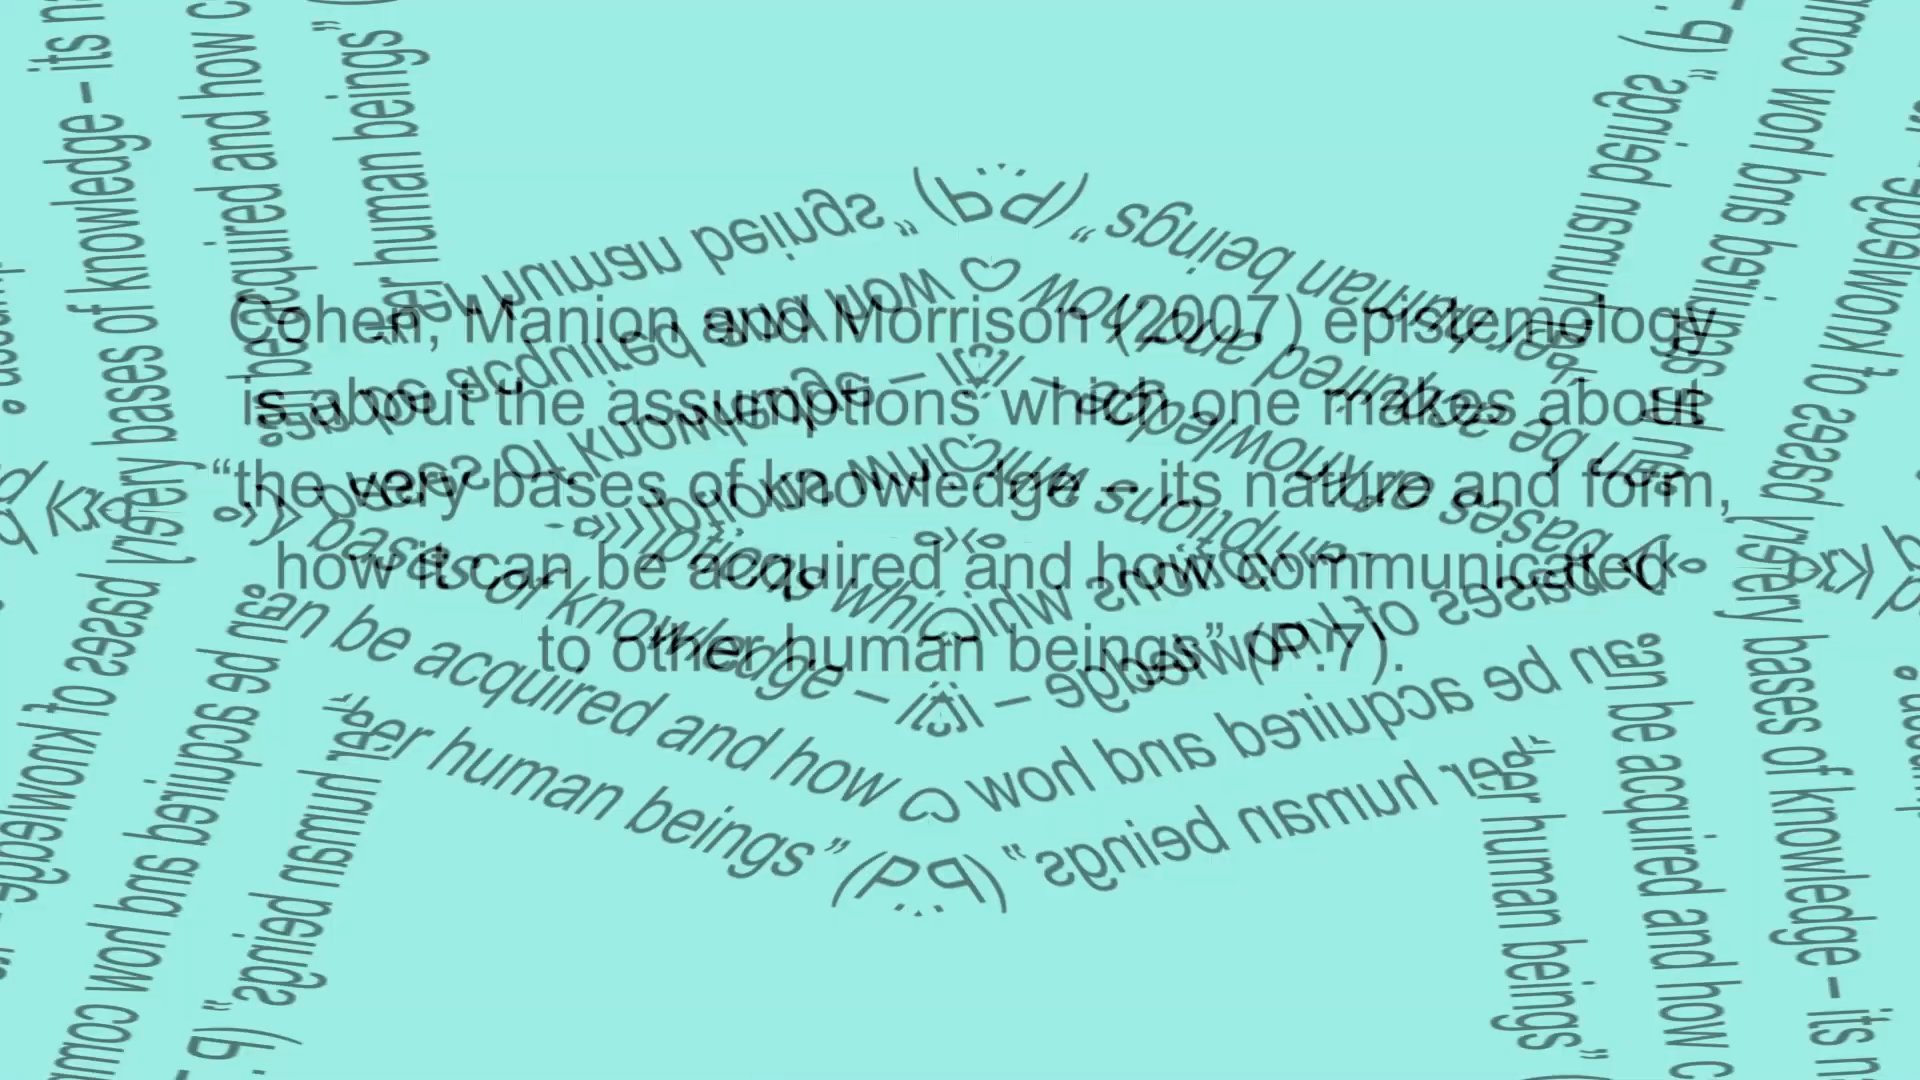 Cohen, Manion and Morrison (2007) epistemology
is about the assumptions which one makes about
“the very bases of knowledge – its nature and form,
how it can be acquired and how communicated
to other human beings” (P.7).